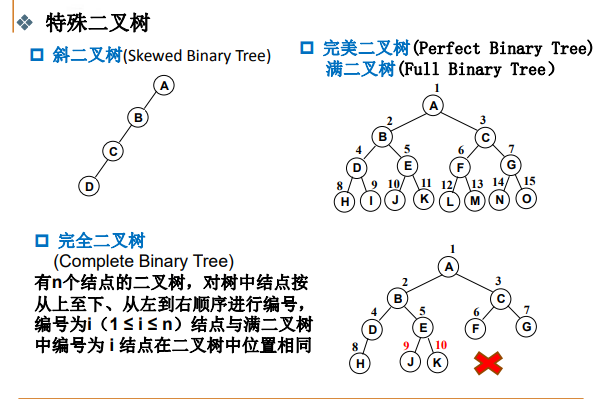 特殊二叉树
斜二叉树(Skewed Binary Tree)
A
B
C
D
完美二叉树(Perfect Binary Tree)
满二叉树(Full Binary Tree)
1
A
2 3
B C
4 5 6 7
D E F G
8 9 10 11 12 13 14 15
H I J K L M N O
完全二叉树
(Complete Binary Tree)
有n个结点的二叉树，对树中结点按
从上至下、从左到右顺序进行编号，
编号为i（1 ≤ i ≤ n）结点与满二叉树
中编号为 i 结点在二叉树中位置相同
1
A
2 3
B C
4 5 6 7
D E F G
8 9 10
H J K